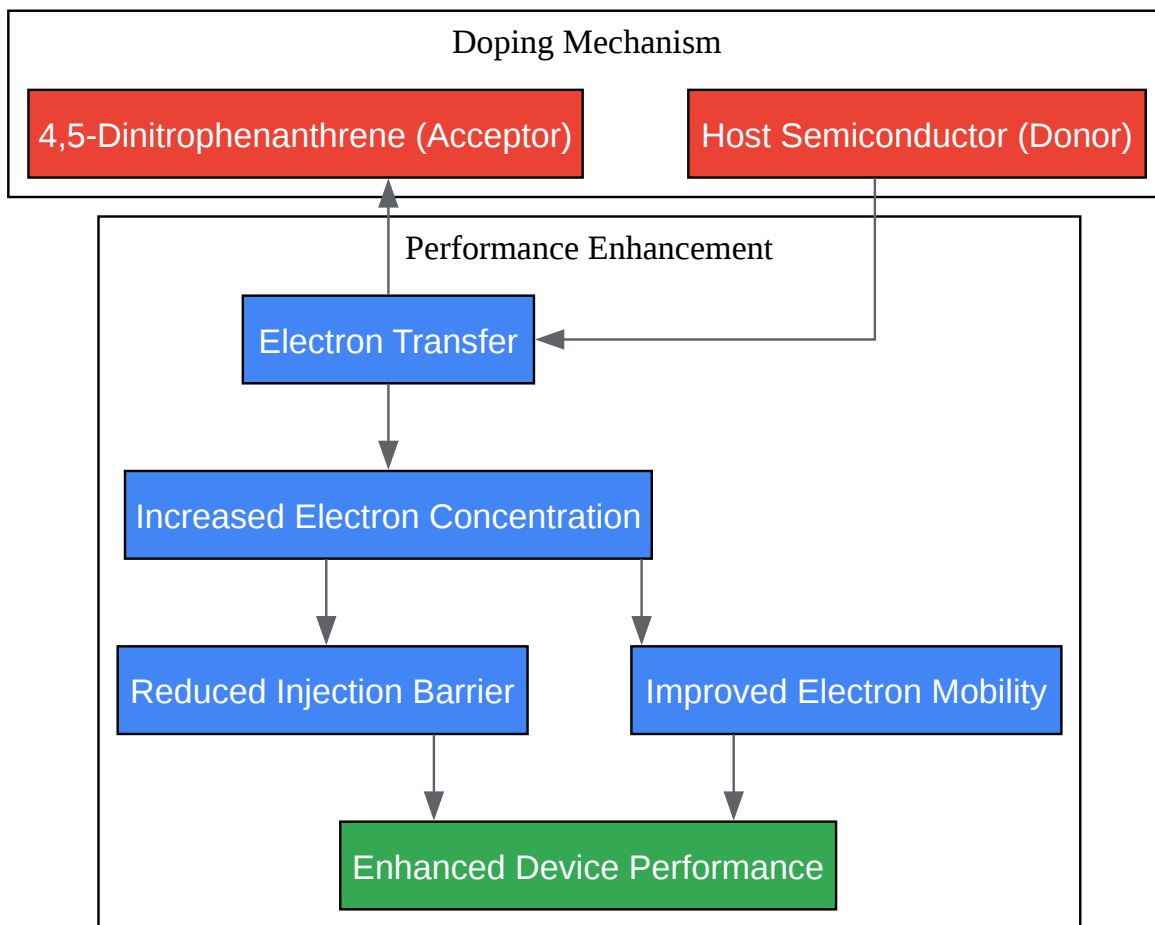 Doping Mechanism
4,5-Dinitrophenanthrene (Acceptor)
Host Semiconductor (Donor)
Performance Enhancement
Electron Transfer
Increased Electron Concentration
Reduced Injection Barrier
Improved Electron Mobility
Enhanced Device Performance